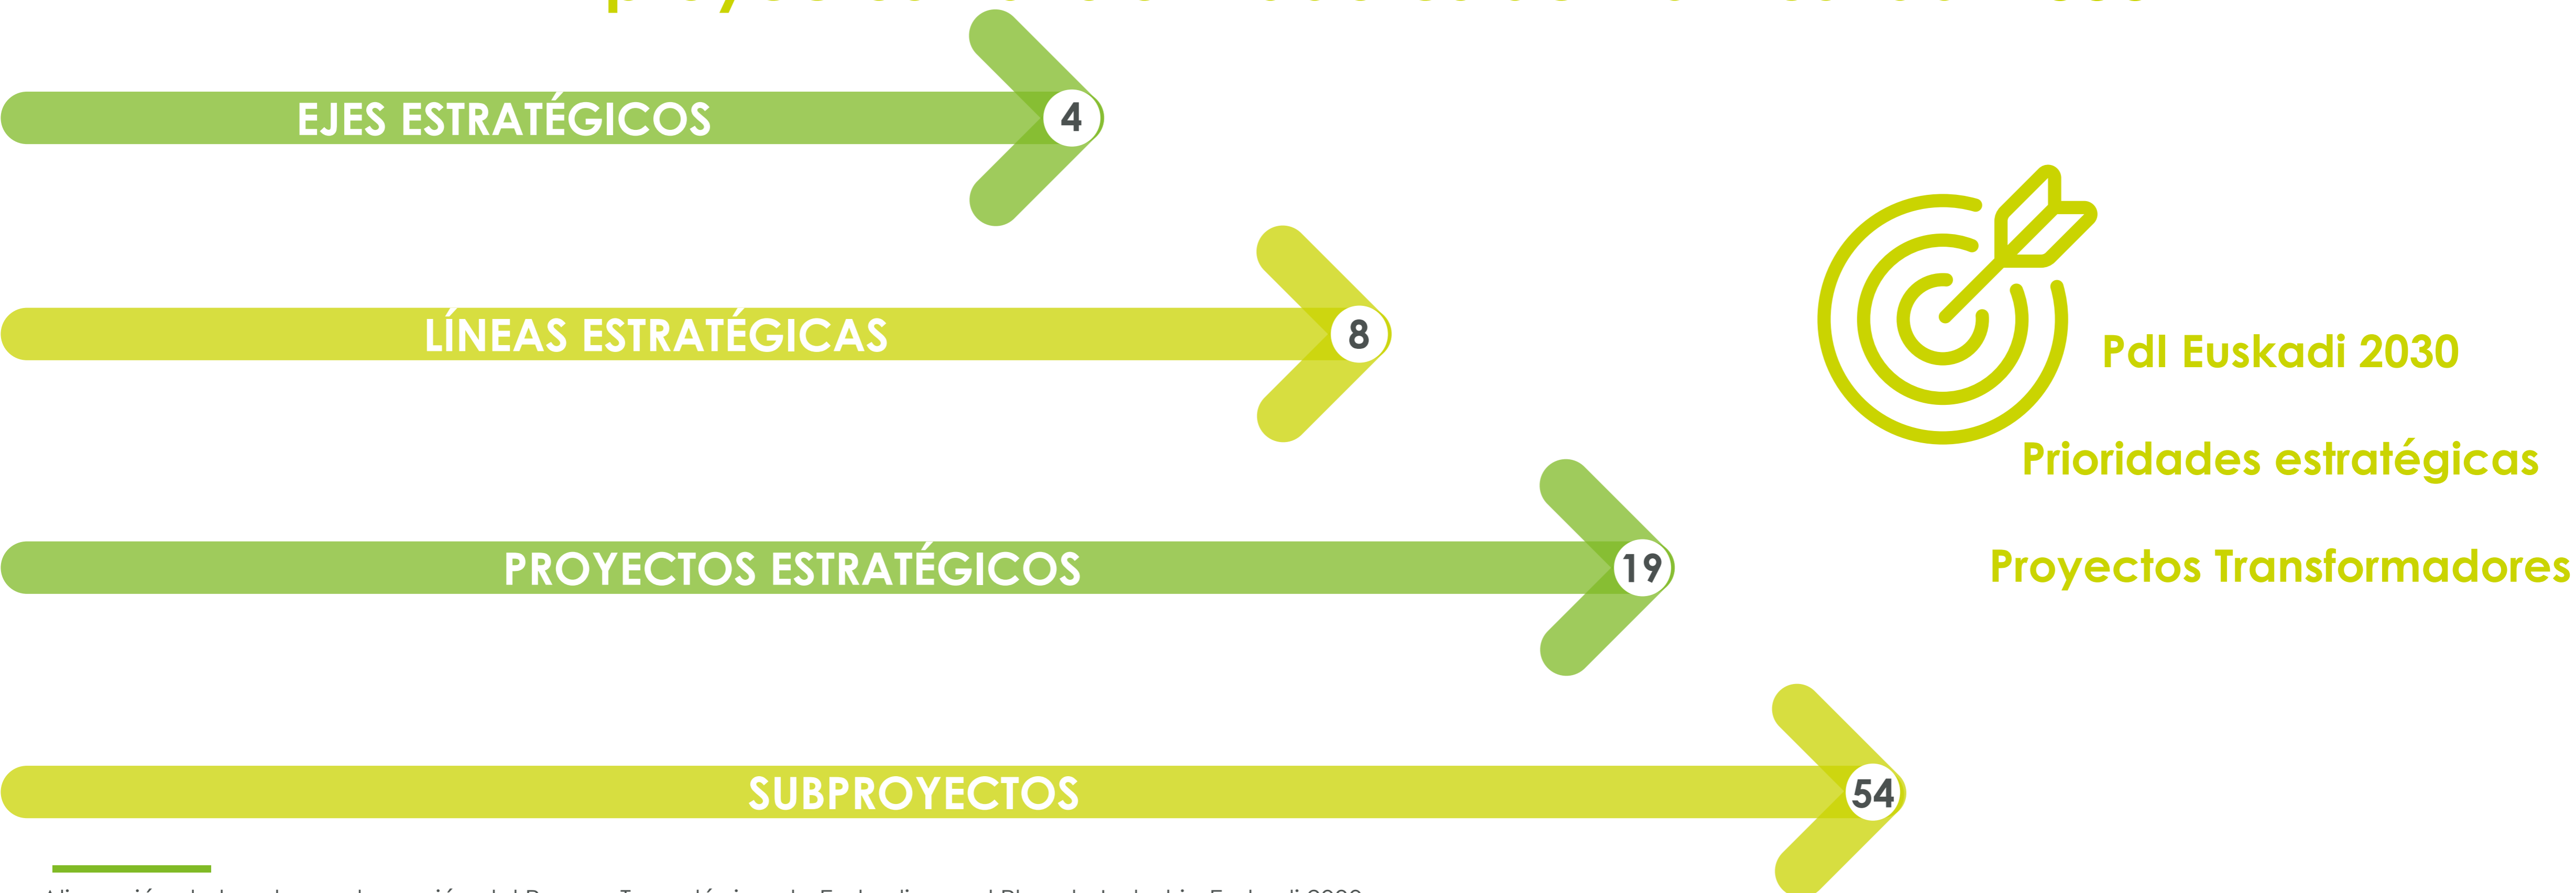 EJES ESTRATÉGICOS
4
LÍNEAS ESTRATÉGICAS
8
PdI Euskadi 2030
Prioridades estratégicas
PROYECTOS ESTRATÉGICOS
19
Proyectos Transformadores
SUBPROYECTOS
54